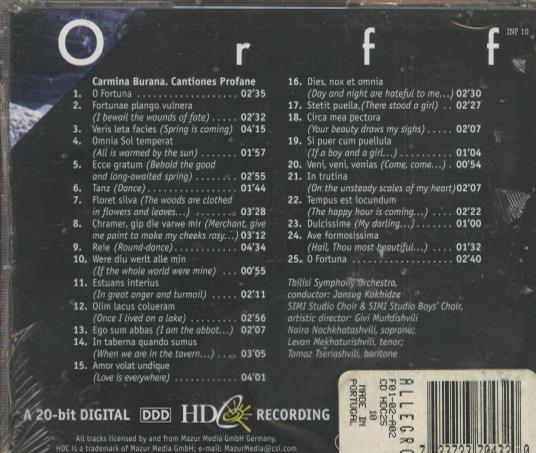 Orff
INF 10
Carmina Burana. Cantiones Profane
1. O Fortuna .................... 02'35
2. Fortunae plango vulnera
(I bewail the wounds of fate) ...... 02'32
3. Veris leta facies (Spring is coming) 04'15
4. Omnia Sol temperat
(All is warmed by the sun) ....... 01'57
5. Ecce gratum (Behold the good
and long-awaited spring) ........ 02'55
6. Tanz (Dance) .................. 01'44
7. Floret silva (The woods are clothed
in flowers and leaves...) ........ 03'28
8. Chramer, gip die varwe mir (Merchant, give
me paint to make my cheeks rosy...) 03'12
9. Reie (Round-dance) ............ 04'34
10. Were diu werlt alle min
(If the whole world were mine) .... 00'55
11. Estuans interius
(In great anger and turmail) ...... 02'11
12. Olim lacus colueram
(Once I lived on a lake) ......... 02'56
13. Ego sum abbas (I am the abbot...) 02'07
14. In taberna quando sumus
(When we are in the tavern...) .... 03'05
15. Amor volat undique
(Love is everywhere) ........... 04'01
16. Dies, nox et omnia
(Day and night are hateful to me...) 02'30
17. Stetit puella (There stood a girl) .. 02'27
18. Circa mea pectora
(Your beauty draws my sighs) ..... 02'07
19. Si puer cum puellula
(If a boy and a girl...) .......... 01'04
20. Veni, veni, venias (Come, come...) . 00'54
21. In trutina
(On the unsteady scales of my heart) 02'07
22. Tempus est iocundum
(The happy hour is coming...) ..... 02'22
23. Dulcissime (My darling...) ....... 01'00
24. Ave formosissima
(Hail, Thou most beautiful...) ..... 01'32
25. O Fortuna .................. 02'40
Tbilisi Symphony Orchestra,
conductor: Jansug Kakhidze
SIMI Studio Choir & SIMI Studio Boys' Choir,
artistic director: Givi Munjishvili
Naira Nachkhatashvili, soprano;
Levan Mekhaturishvili, tenor;
Tamaz Tseriashvili, baritone
A 20-bit DIGITAL DDD HDC RECORDING
All tracks licensed by and from Mazur Media GmbH Germany.
HDC is a trademark of Mazur Media GmbH; e-mail: MazurMedia@csi.com
ALLEGRO
F01-02-A02
CD HDC25
10
MADE IN
PORTUGAL